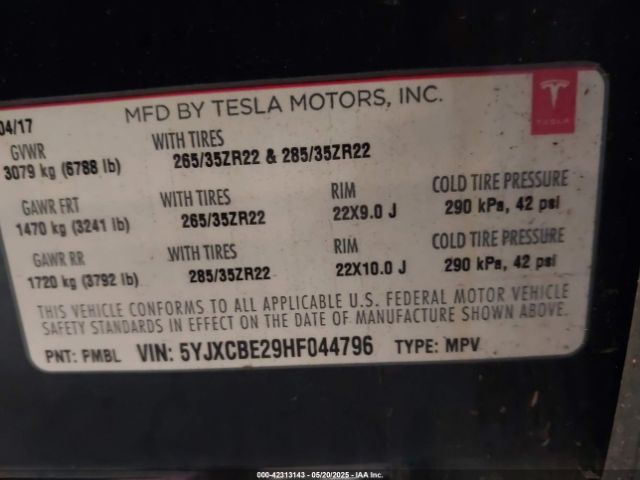 MFD BY TESLA MOTORS, INC.
TESLA
04/17
GVWR
3079 kg (6788 lb)
WITH TIRES
265/35ZR22 & 285/35ZR22
GAWR FRT
1470 kg (3241 lb)
WITH TIRES
265/35ZR22
RIM
22X9.0 J
COLD TIRE PRESSURE
290 kPa, 42 psi
GAWR RR
1720 kg (3792 lb)
WITH TIRES
285/35ZR22
RIM
22X10.0 J
COLD TIRE PRESSURE
290 kPa, 42 psi
THIS VEHICLE CONFORMS TO ALL APPLICABLE U.S. FEDERAL MOTOR VEHICLE
SAFETY STANDARDS IN EFFECT ON THE DATE OF MANUFACTURE SHOWN ABOVE.
PNT: PMBL VIN: 5YJXCBE29HF044796 TYPE: MPV
000-42313143 - 05/20/2025 - IAA Inc.